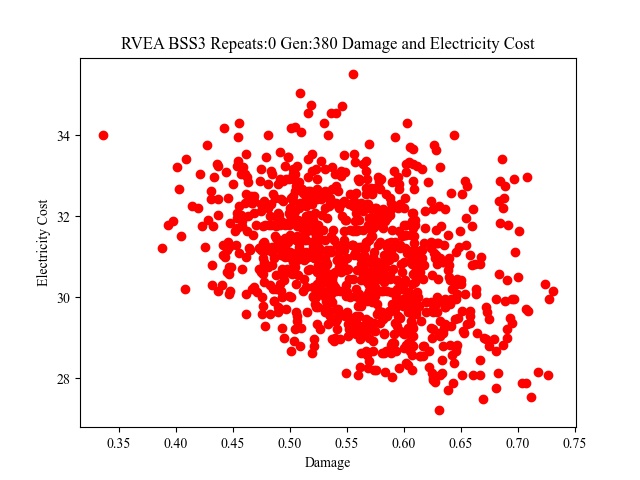 RVEA BSS3 Repeats:0 Gen:380 Damage and Electricity Cost
34
32
30
28
Electricity Cost
0.35 0.40 0.45 0.50 0.55 0.60 0.65 0.70 0.75
Damage